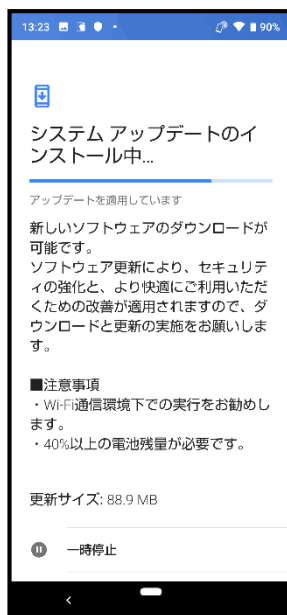 13:23 90%
システム アップデートのイ
ンストール中...
アップデートを適用しています
新しいソフトウェアのダウンロードが
可能です。
ソフトウェア更新により、セキュリテ
ィの強化と、より快適にご利用いただ
くための改善が適用されますので、ダ
ウンロードと更新の実施をお願いしま
す。
■注意事項
・Wi-Fi通信環境下での実行をお勧めし
ます。
・40%以上の電池残量が必要です。
更新サイズ: 88.9 MB
一時停止